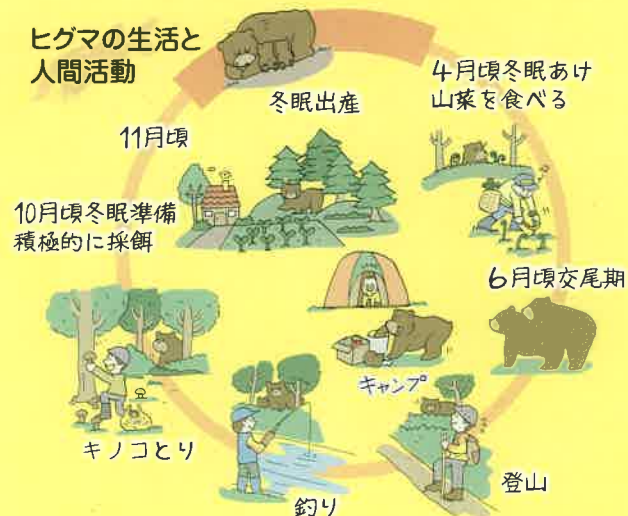 ヒグマの生活と
人間活動
冬眠出産
4月頃冬眠あけ
山菜を食べる
11月頃
10月頃冬眠準備
積極的に採餌
6月頃交尾期
キャンプ
キノコとり
登山
釣り